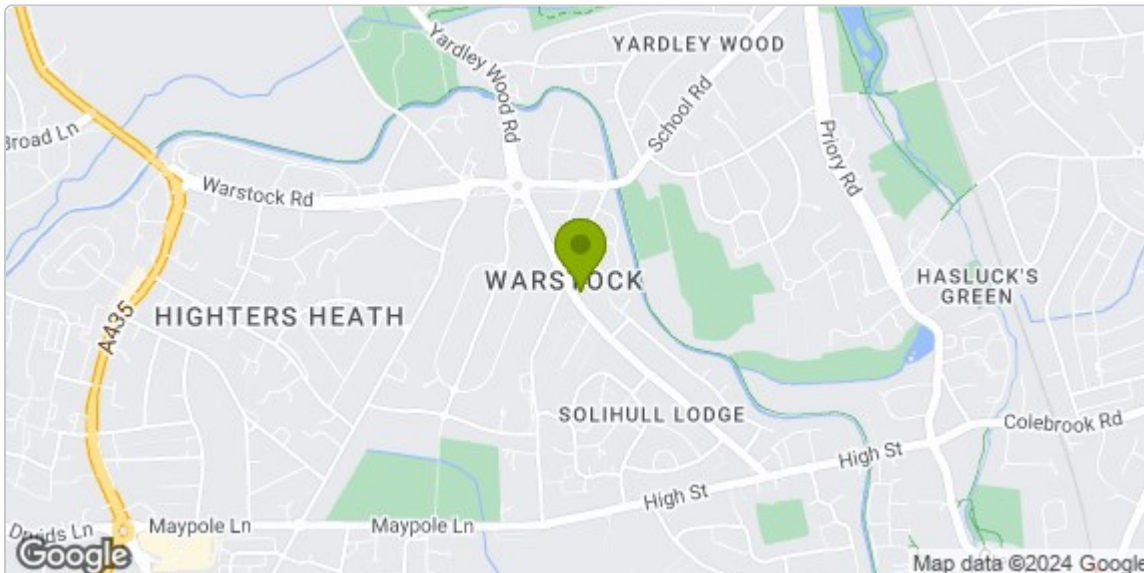 YARDLEY WOOD
Yardley Wood Rd
School Rd
Broad Ln
Priory Rd
Warstock Rd
WARSTOCK
HASLUCK'S
GREEN
HIGHTERS HEATH
A435
SOLIHULL LODGE
Colebrook Rd
High St
High St
Druids Ln
Maypole Ln
Maypole Ln
Google
Map data ©2024 Google